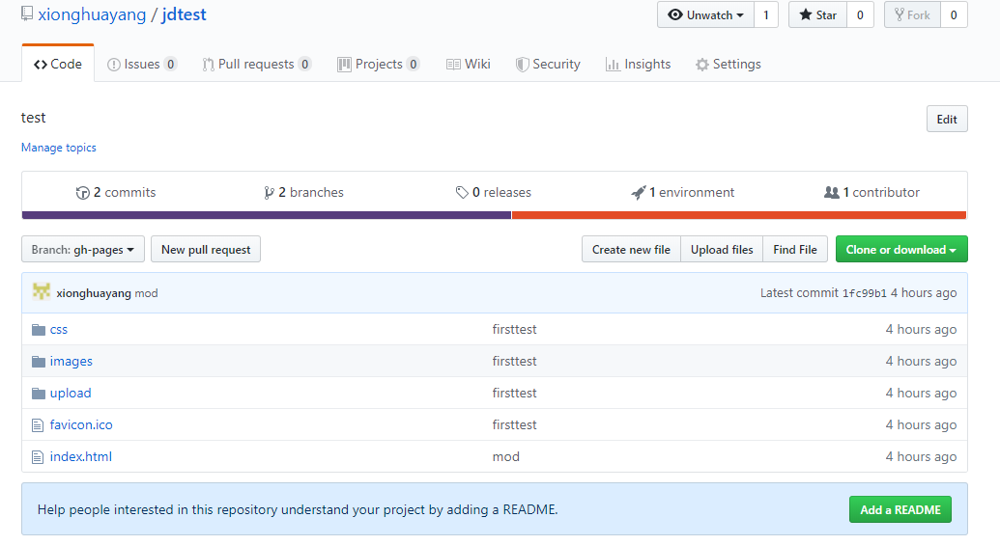 xionghuayang / jdtest Unwatch 1 Star 0 Fork 0
Code Issues 0 Pull requests 0 Projects 0 Wiki Security Insights Settings
test Edit
Manage topics
2 commits 2 branches 0 releases 1 environment 1 contributor
Branch: gh-pages New pull request Create new file Upload files Find File Clone or download
xionghuayang mod Latest commit 1fc99b1 4 hours ago
css firsttest 4 hours ago
images firsttest 4 hours ago
upload firsttest 4 hours ago
favicon.ico firsttest 4 hours ago
index.html mod 4 hours ago
Help people interested in this repository understand your project by adding a README. Add a README